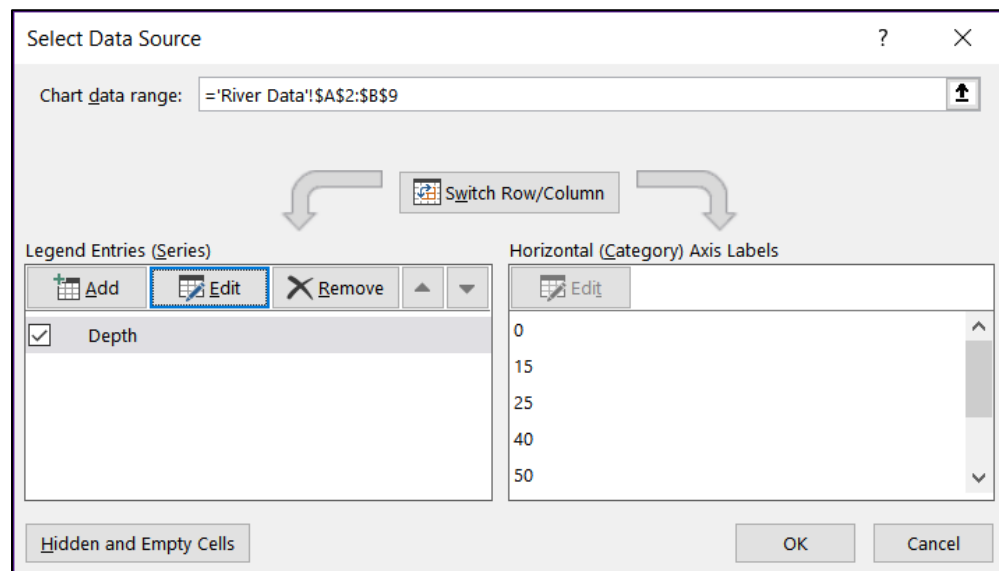 Select Data Source ?
Chart data range: ='River Data'!$A$2:$B$9
Switch Row/Column
Legend Entries (Series)
Add Edit Remove
Depth
Horizontal (Category) Axis Labels
Edit
0
15
25
40
50
Hidden and Empty Cells
OK Cancel